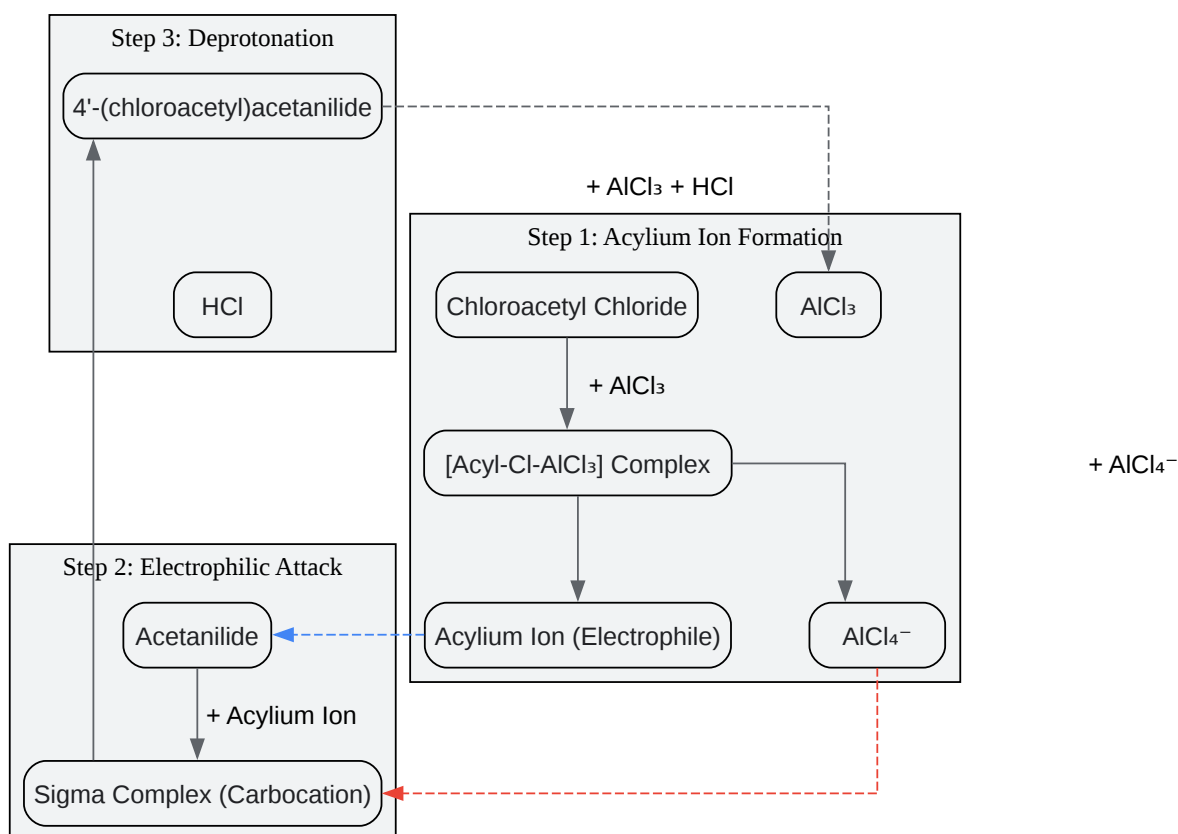 Step 3: Deprotonation
4'-(chloroacetyl)acetanilide
+ AlCl₃ + HCl
Step 1: Acylium Ion Formation
HCl
Chloroacetyl Chloride
AlCl₃
+ AlCl₃
[Acyl-Cl-AlCl₃] Complex
+ AlCl₄⁻
Step 2: Electrophilic Attack
Acetanilide
Acylium Ion (Electrophile)
AlCl₄⁻
+ Acylium Ion
Sigma Complex (Carbocation)